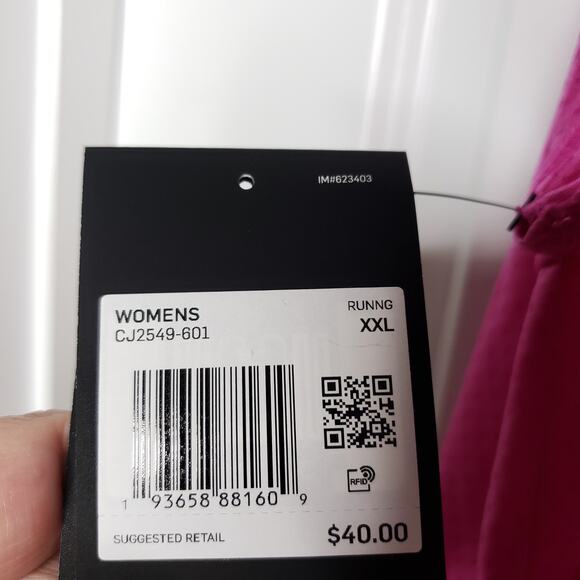 IM#623403
WOMENS
CJ2549-601
RUNNG
XXL
1 93658 88160 9
RFID
SUGGESTED RETAIL
$40.00